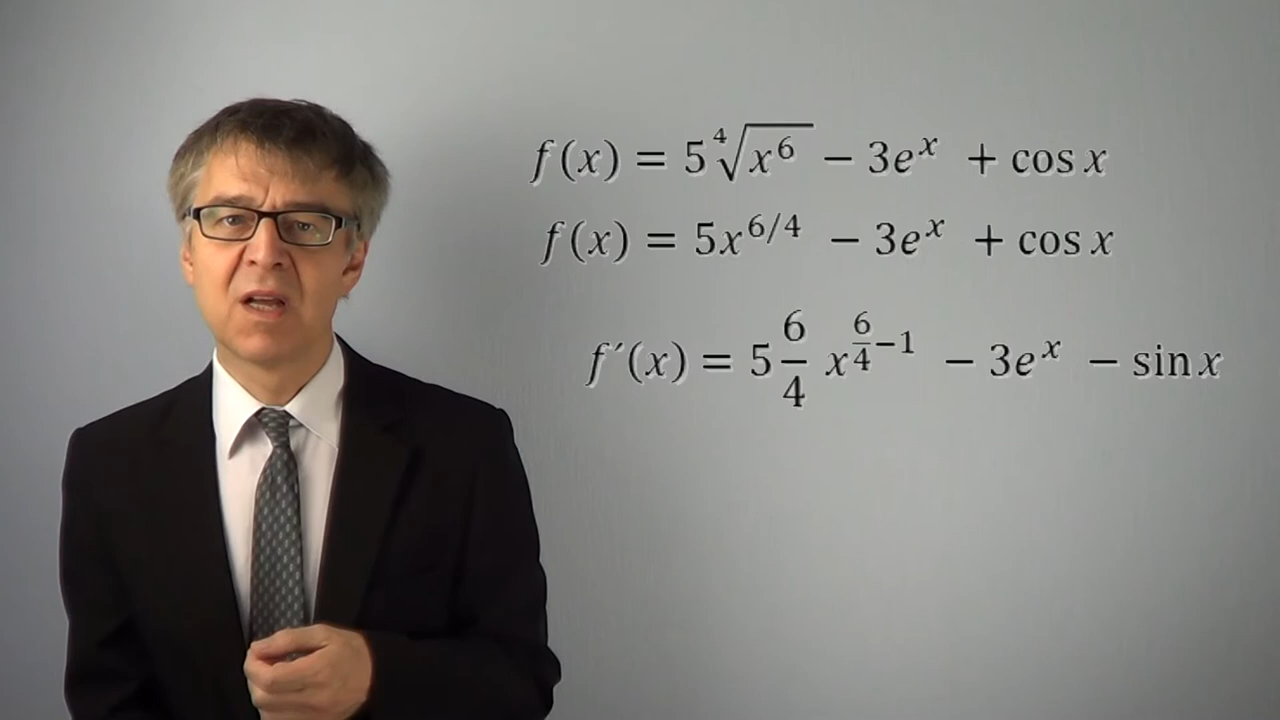 f(x) = 5∜x⁶ − 3eˣ + cos x
f(x) = 5x^{6/4} − 3eˣ + cos x
f´(x) = 5 6/4 x^{6/4−1} − 3eˣ − sin x